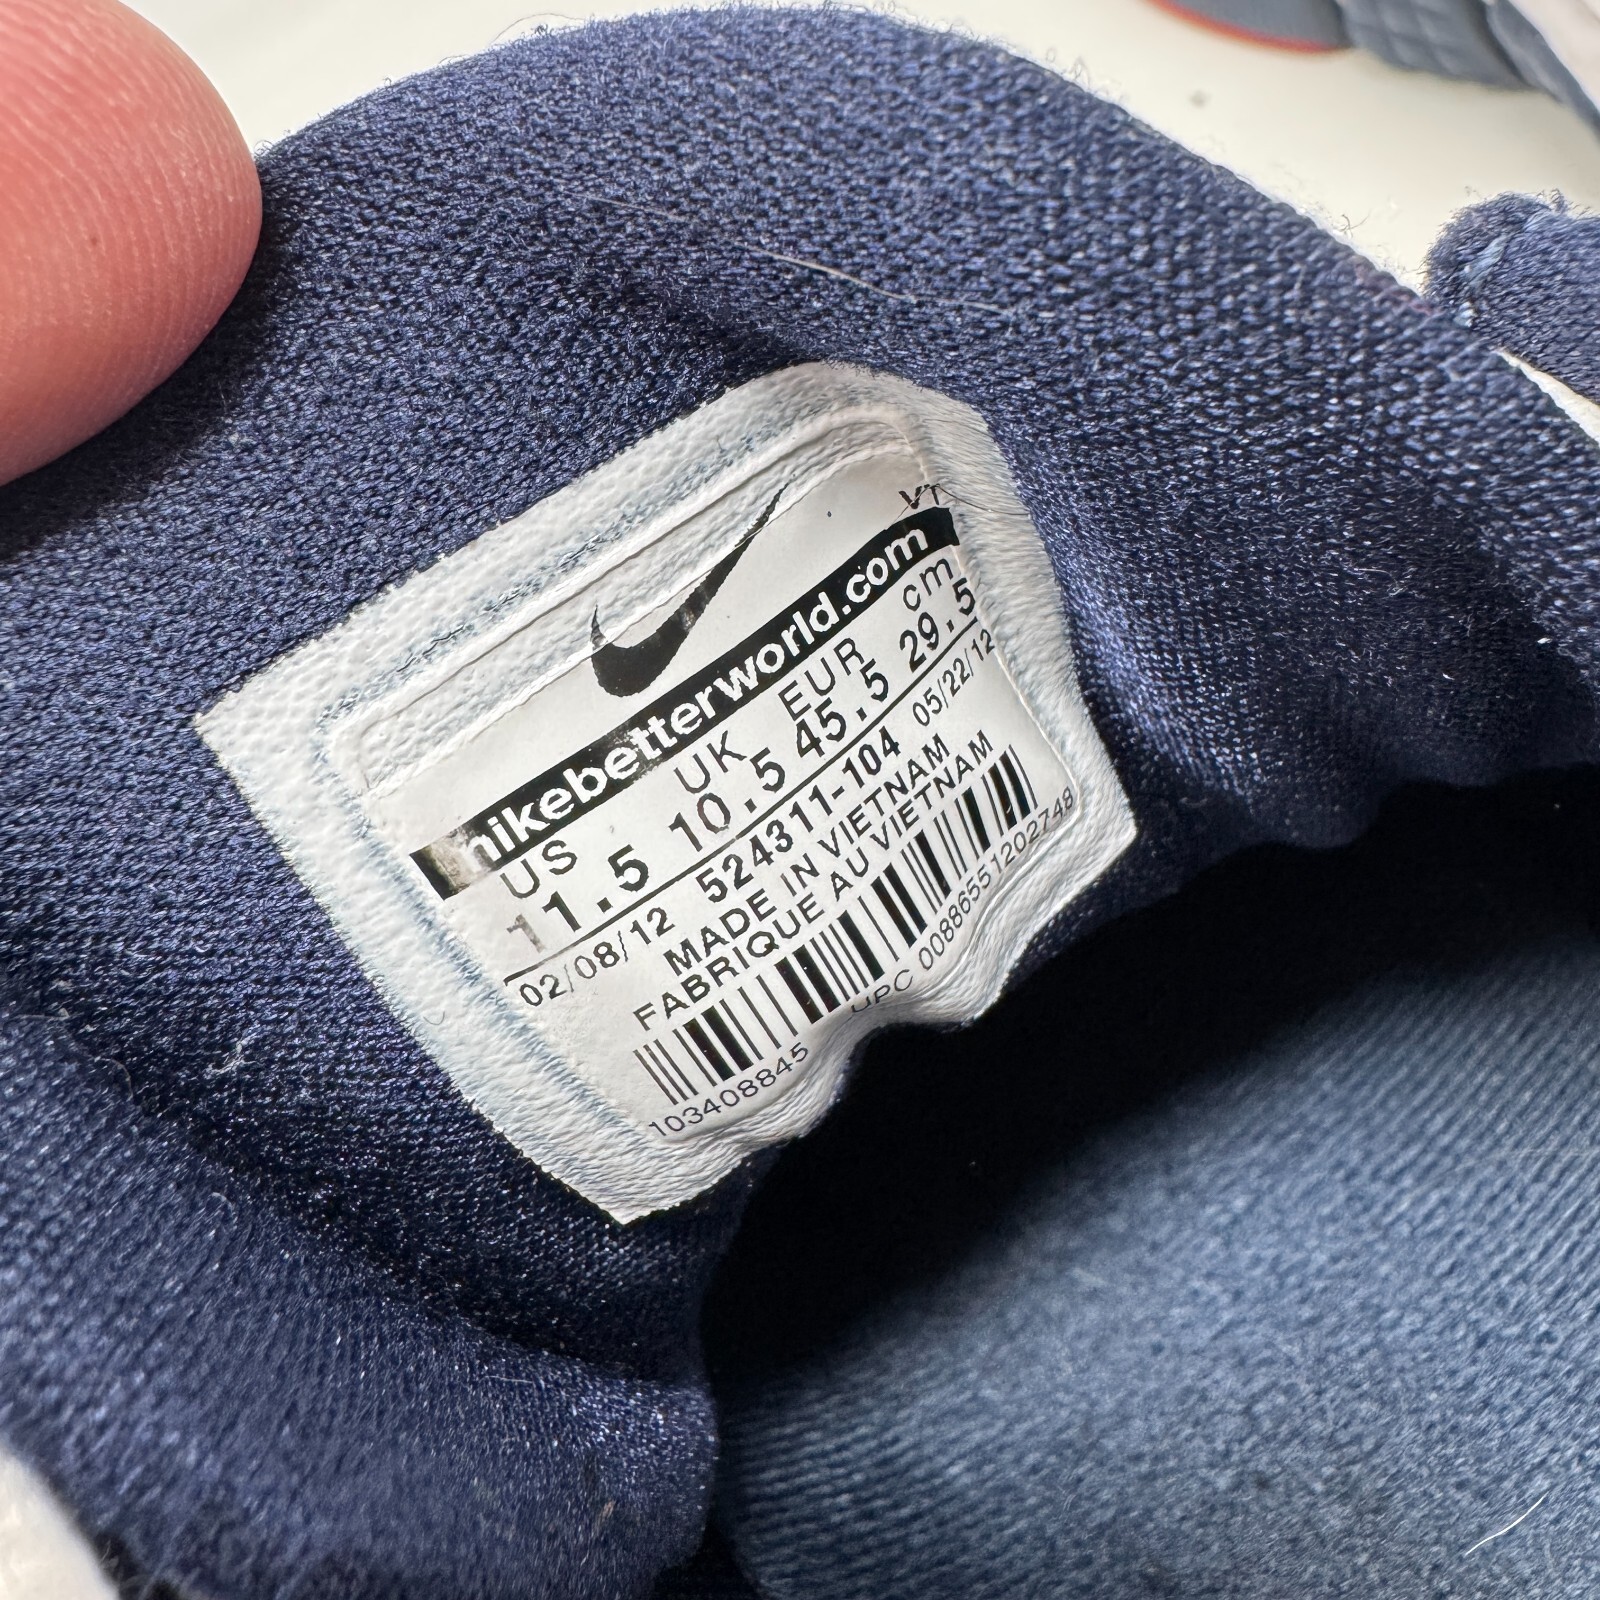 VT
nikebetterworld.com
US UK EUR cm
11.5 10.5 45.5 29.5
02/08/12 524311-104 05/22/12
MADE IN VIETNAM
FABRIQUE AU VIETNAM
103408845 UPC 00886551202748